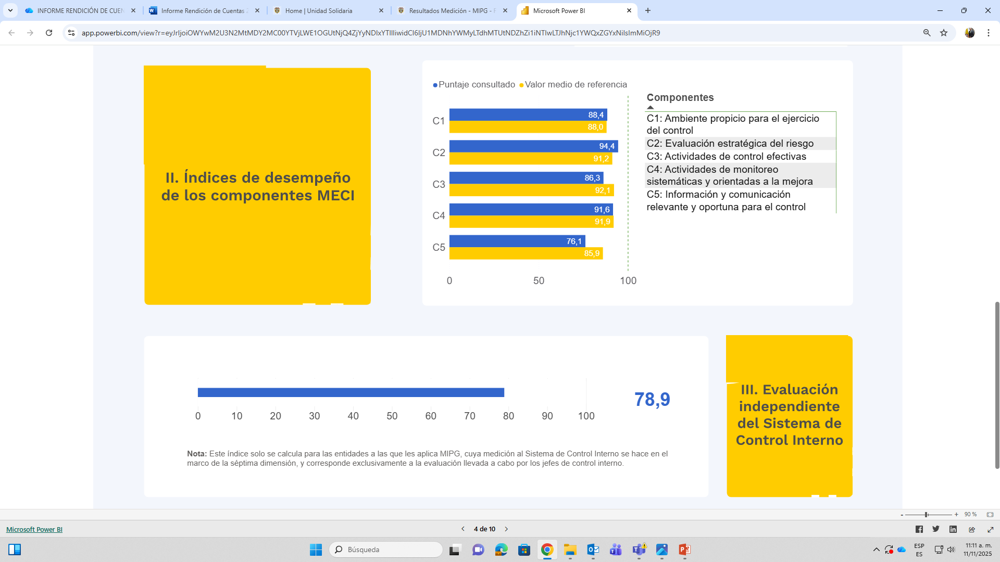 INFORME RENDICIÓN DE CUEN
Informe Rendición de Cuentas 2
Home | Unidad Solidaria
Resultados Medición - MIPG - F
Microsoft Power BI
II. Índices de desempeño
de los componentes MECI
Puntaje consultado Valor medio de referencia
C1
88,4
88,0
C2
94,4
91,2
C3
86,3
92,1
C4
91,6
91,9
C5
76,1
85,9
0 50 100
Componentes
C1: Ambiente propicio para el ejercicio
del control
C2: Evaluación estratégica del riesgo
C3: Actividades de control efectivas
C4: Actividades de monitoreo
sistemáticas y orientadas a la mejora
C5: Información y comunicación
relevante y oportuna para el control
0 10 20 30 40 50 60 70 80 90 100
78,9
Nota: Este índice solo se calcula para las entidades a las que les aplica MIPG, cuya medición al Sistema de Control Interno se hace en el
marco de la séptima dimensión, y corresponde exclusivamente a la evaluación llevada a cabo por los jefes de control interno.
III. Evaluación
independiente
del Sistema de
Control Interno
- + 90 %
Microsoft Power BI
4 de 10
Búsqueda
ESP
ES
11:11 a. m.
11/11/2025